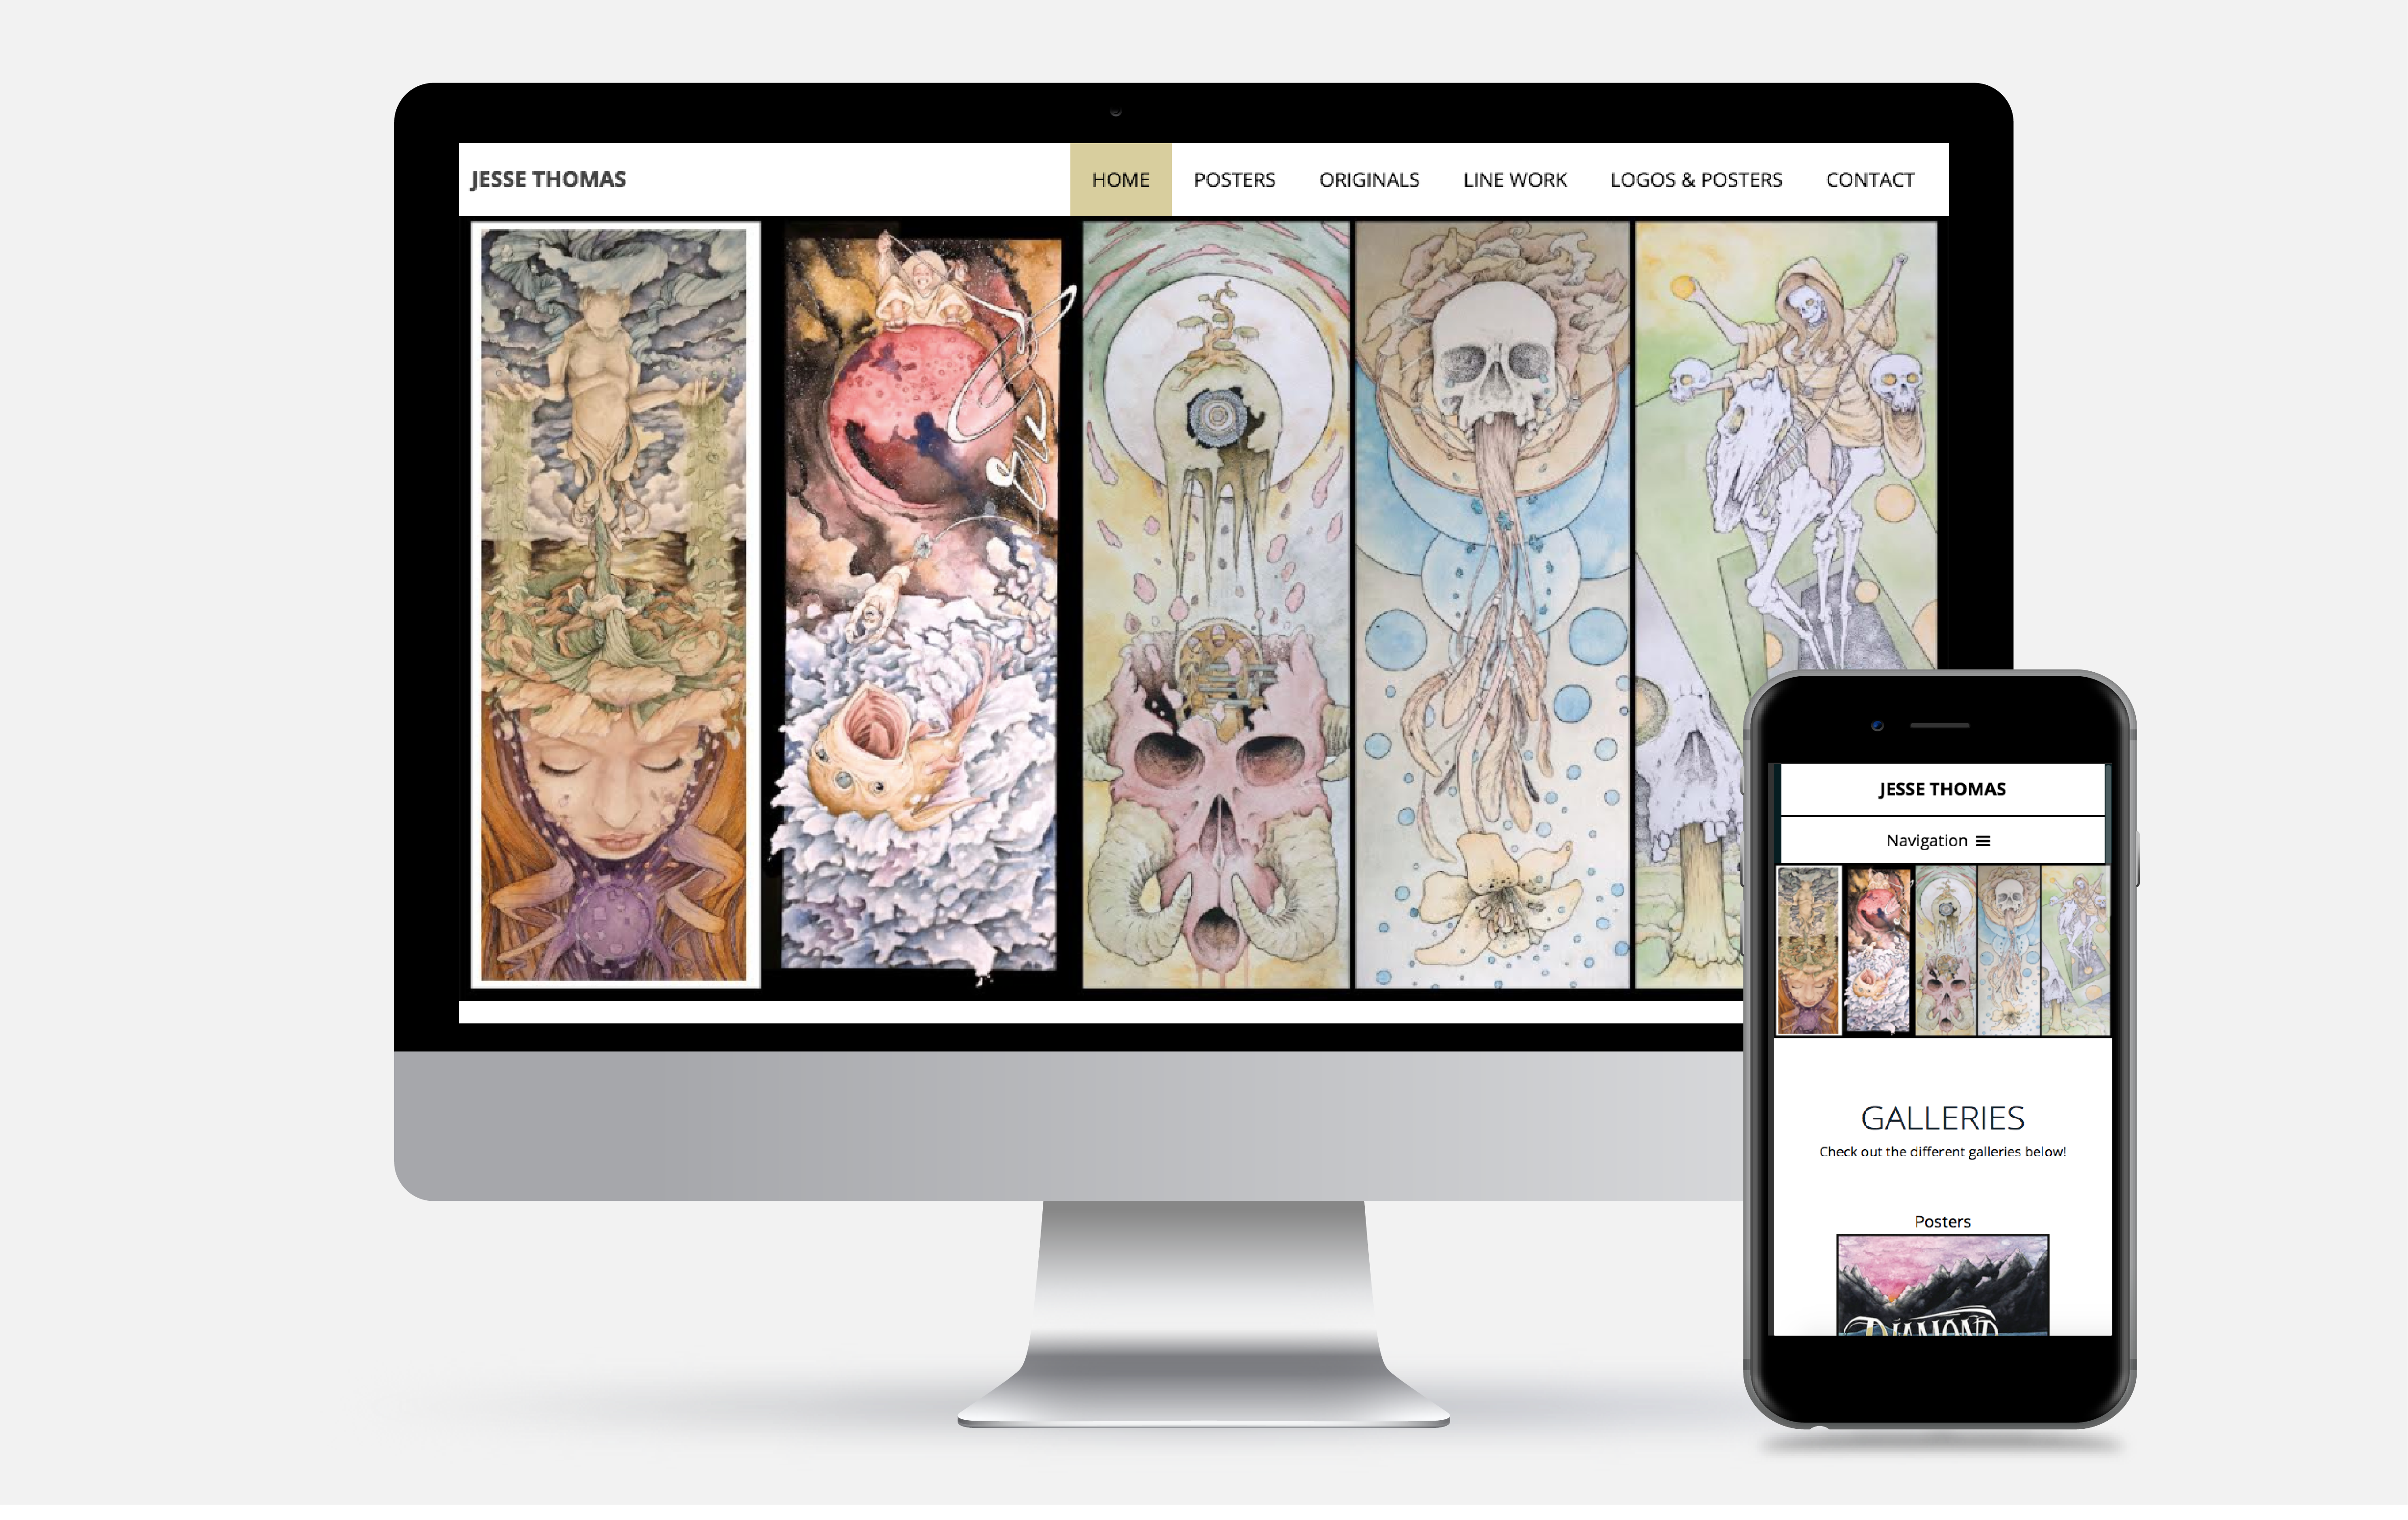 JESSE THOMAS
HOME POSTERS ORIGINALS LINE WORK LOGOS & POSTERS CONTACT
JESSE THOMAS
Navigation
GALLERIES
Check out the different galleries below!
Posters
DIAMOND